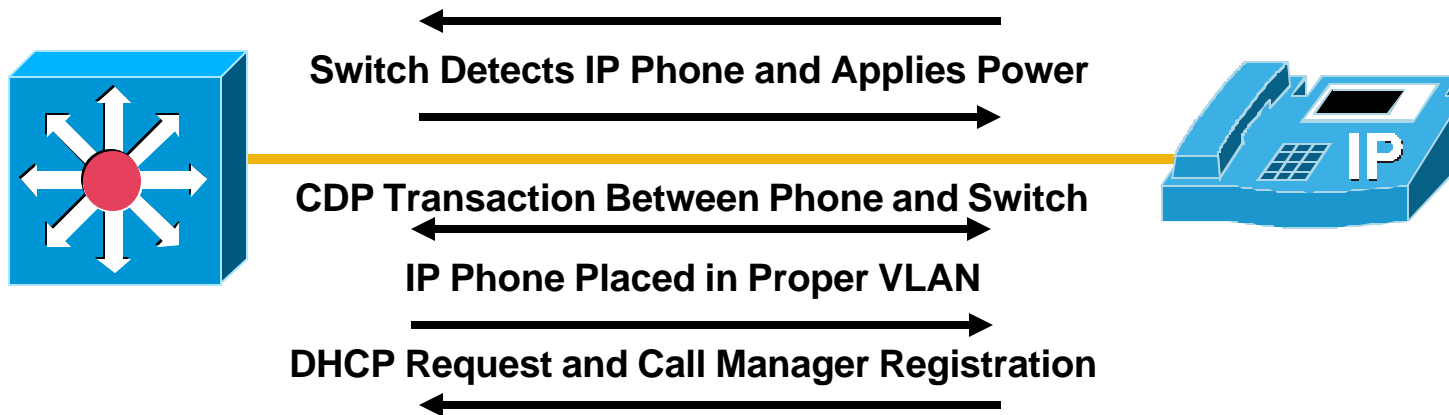 Switch Detects IP Phone and Applies Power
IP
CDP Transaction Between Phone and Switch
IP Phone Placed in Proper VLAN
DHCP Request and Call Manager Registration